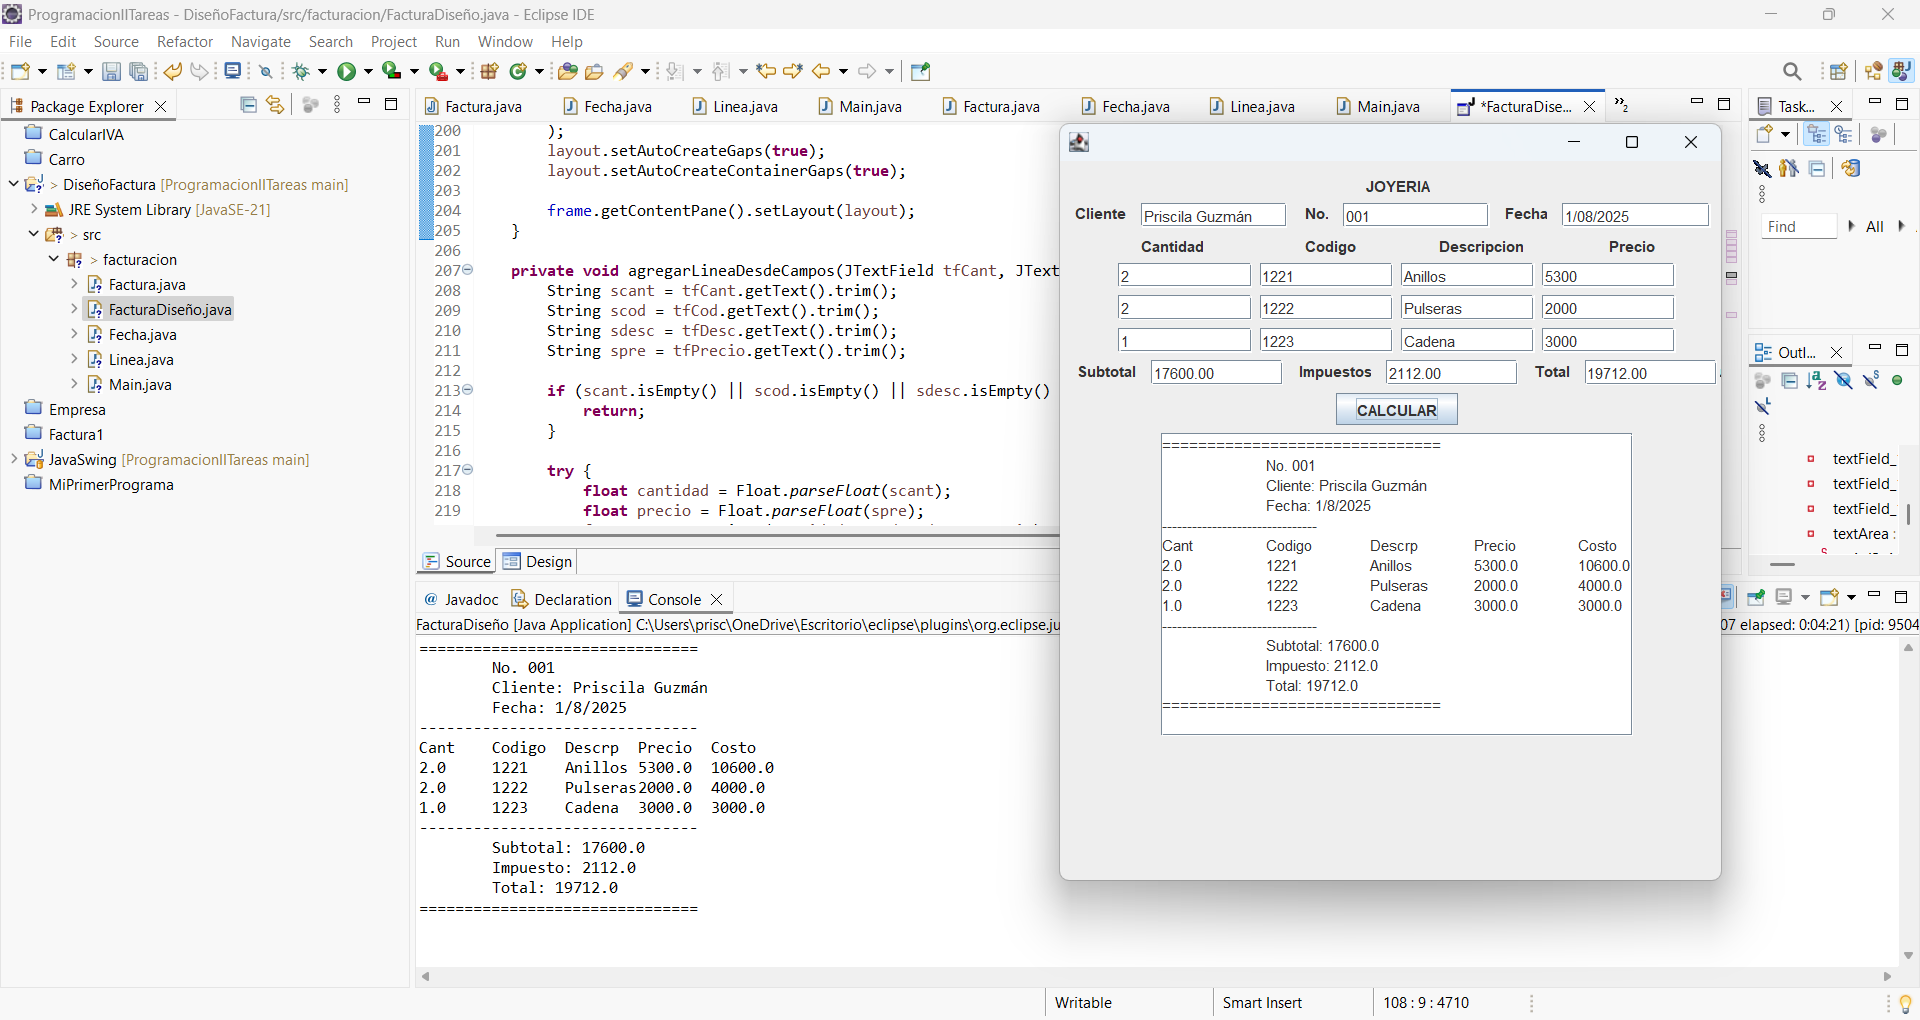 ProgramacionIITareas - DiseñoFactura/src/facturacion/FacturaDiseño.java - Eclipse IDE
File Edit Source Refactor Navigate Search Project Run Window Help
Package Explorer
CalcularIVA
Carro
> DiseñoFactura [ProgramacionIITareas main]
JRE System Library [JavaSE-21]
> src
> facturacion
Factura.java
FacturaDiseño.java
Fecha.java
Linea.java
Main.java
Empresa
Factura1
JavaSwing [ProgramacionIITareas main]
MiPrimerPrograma
Factura.java Fecha.java Linea.java Main.java Factura.java Fecha.java Linea.java Main.java *FacturaDise... »2
200 );
201 layout.setAutoCreateGaps(true);
202 layout.setAutoCreateContainerGaps(true);
203
204 frame.getContentPane().setLayout(layout);
205 }
206
207 private void agregarLineaDesdeCampos(JTextField tfCant, JText
208 String scant = tfCant.getText().trim();
209 String scod = tfCod.getText().trim();
210 String sdesc = tfDesc.getText().trim();
211 String spre = tfPrecio.getText().trim();
212
213 if (scant.isEmpty() || scod.isEmpty() || sdesc.isEmpty()
214 return;
215 }
216
217 try {
218 float cantidad = Float.parseFloat(scant);
219 float precio = Float.parseFloat(spre);
Source Design
JOYERIA
Cliente Priscila Guzmán No. 001 Fecha 1/08/2025
Cantidad Codigo Descripcion Precio
2 1221 Anillos 5300
2 1222 Pulseras 2000
1 1223 Cadena 3000
Subtotal 17600.00 Impuestos 2112.00 Total 19712.00
CALCULAR
===============================
No. 001
Cliente: Priscila Guzmán
Fecha: 1/8/2025
-------------------------------
Cant Codigo Descrp Precio Costo
2.0 1221 Anillos 5300.0 10600.0
2.0 1222 Pulseras 2000.0 4000.0
1.0 1223 Cadena 3000.0 3000.0
-------------------------------
Subtotal: 17600.0
Impuesto: 2112.0
Total: 19712.0
===============================
Task...
Find All
Outl...
textField_
textField_
textField_
textArea :
Javadoc Declaration Console
FacturaDiseño [Java Application] C:\Users\prisc\OneDrive\Escritorio\eclipse\plugins\org.eclipse.ju
07 elapsed: 0:04:21) [pid: 9504
===============================
No. 001
Cliente: Priscila Guzmán
Fecha: 1/8/2025
-------------------------------
Cant Codigo Descrp Precio Costo
2.0 1221 Anillos 5300.0 10600.0
2.0 1222 Pulseras2000.0 4000.0
1.0 1223 Cadena 3000.0 3000.0
-------------------------------
Subtotal: 17600.0
Impuesto: 2112.0
Total: 19712.0
===============================
Writable Smart Insert 108 : 9 : 4710